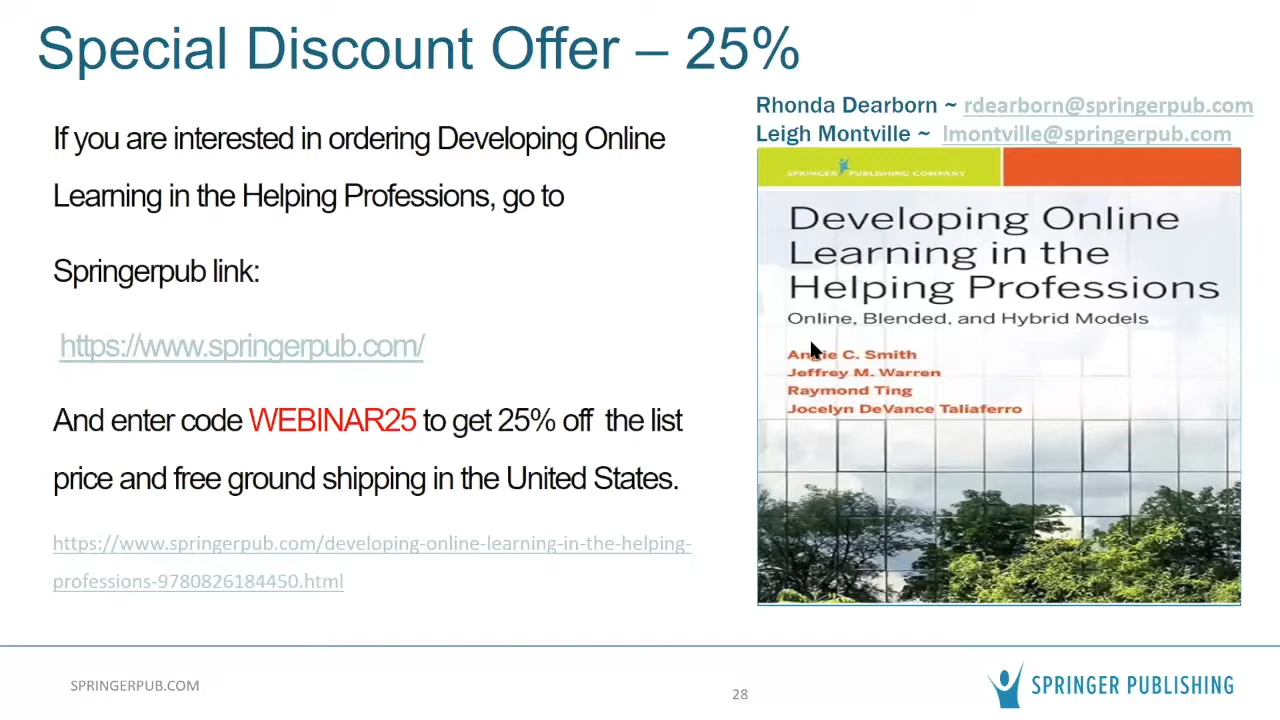 Special Discount Offer – 25%
If you are interested in ordering Developing Online
Learning in the Helping Professions, go to
Springerpub link:
https://www.springerpub.com/
And enter code WEBINAR25 to get 25% off the list
price and free ground shipping in the United States.
https://www.springerpub.com/developing-online-learning-in-the-helping-
professions-9780826184450.html
Rhonda Dearborn ~ rdearborn@springerpub.com
Leigh Montville ~ lmontville@springerpub.com
SPRINGER PUBLISHING COMPANY
Developing Online
Learning in the
Helping Professions
Online, Blended, and Hybrid Models
Angie C. Smith
Jeffrey M. Warren
Raymond Ting
Jocelyn DeVance Taliaferro
SPRINGERPUB.COM
28
SPRINGER PUBLISHING